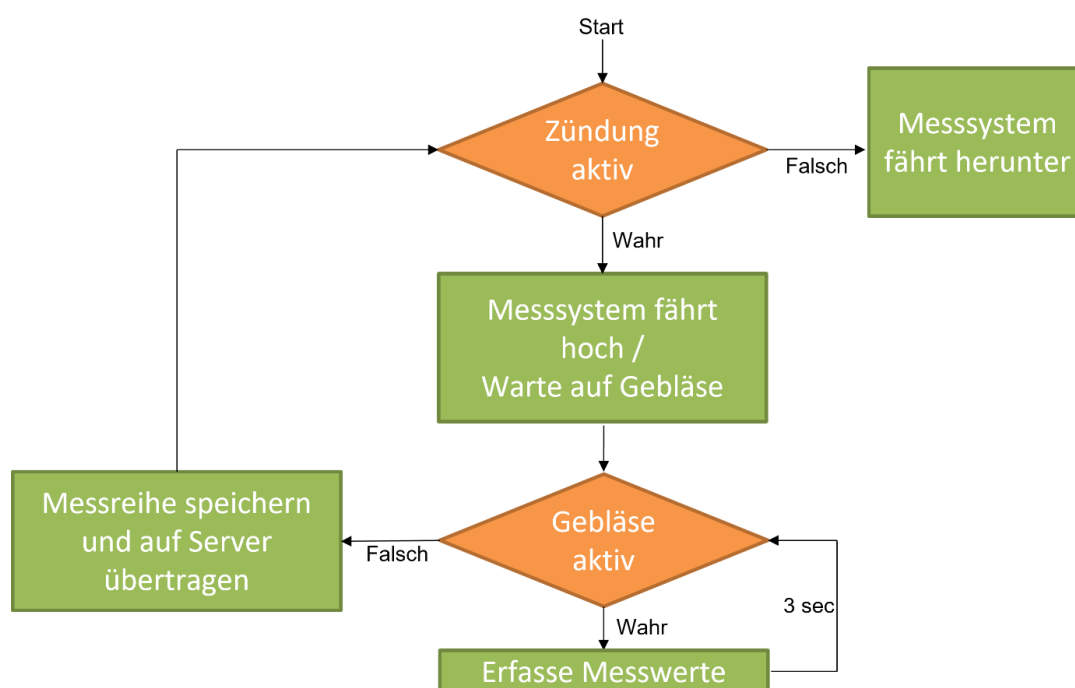 Start
Zündung
aktiv
Falsch
Messsystem
fährt herunter
Wahr
Messsystem fährt
hoch /
Warte auf Gebläse
Messreihe speichern
und auf Server
übertragen
Falsch
Gebläse
aktiv
3 sec
Wahr
Erfasse Messwerte